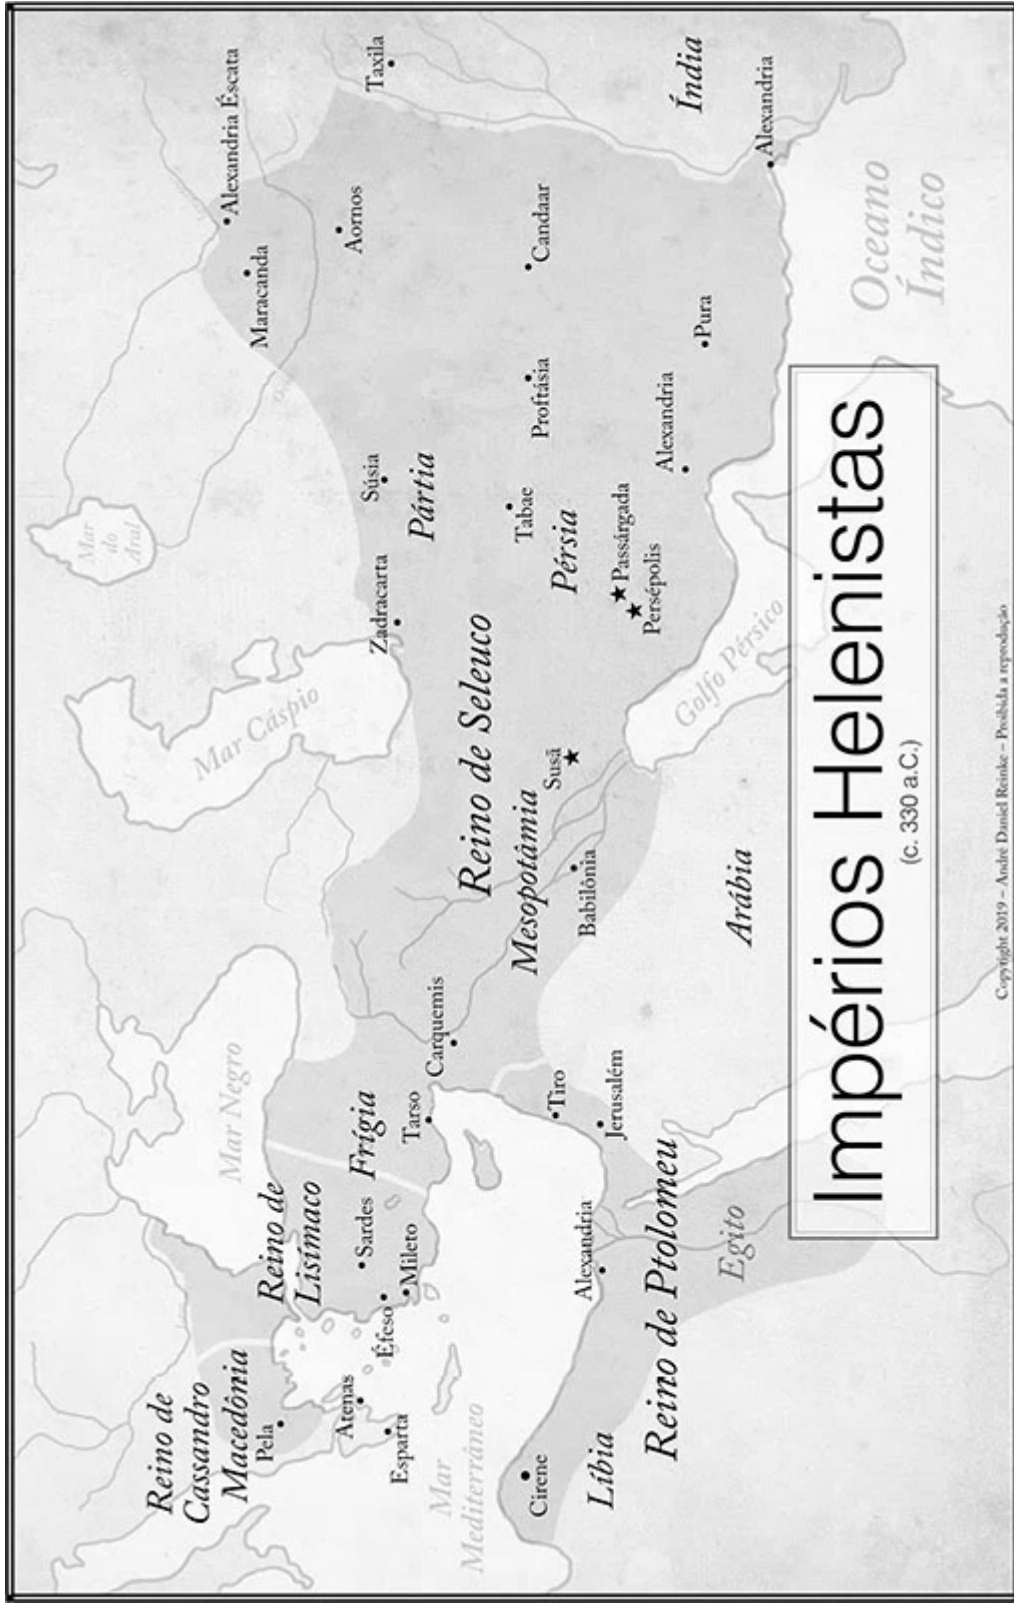 Impérios Helenistas
(c. 330 a.C.)
Reino de
Cassandro
Macedônia
Pela
Reino de
Lisímaco
Mar Negro
Sardes
Frígia
Éfeso
Mileto
Tarso
Atenas
Esparta
Mar
Mediterrâneo
Carquemis
Cirene
Líbia
Alexandria
Tiro
Jerusalém
Reino de Ptolomeu
Egito
Mar Cáspio
Mar
do
Aral
Reino de Seleuco
Mesopotâmia
Susã
Babilônia
Arábia
Zadracarta
Súsia
Pártia
Tabae
Proftásia
Pérsia
Passárgada
Persépolis
Alexandria
Golfo Pérsico
Pura
Maracanda
Alexandria Éscata
Aornos
Taxila
Candaar
Índia
Alexandria
Oceano
Índico
Copyright 2019 – André Daniel Reinke – Proibida a reprodução